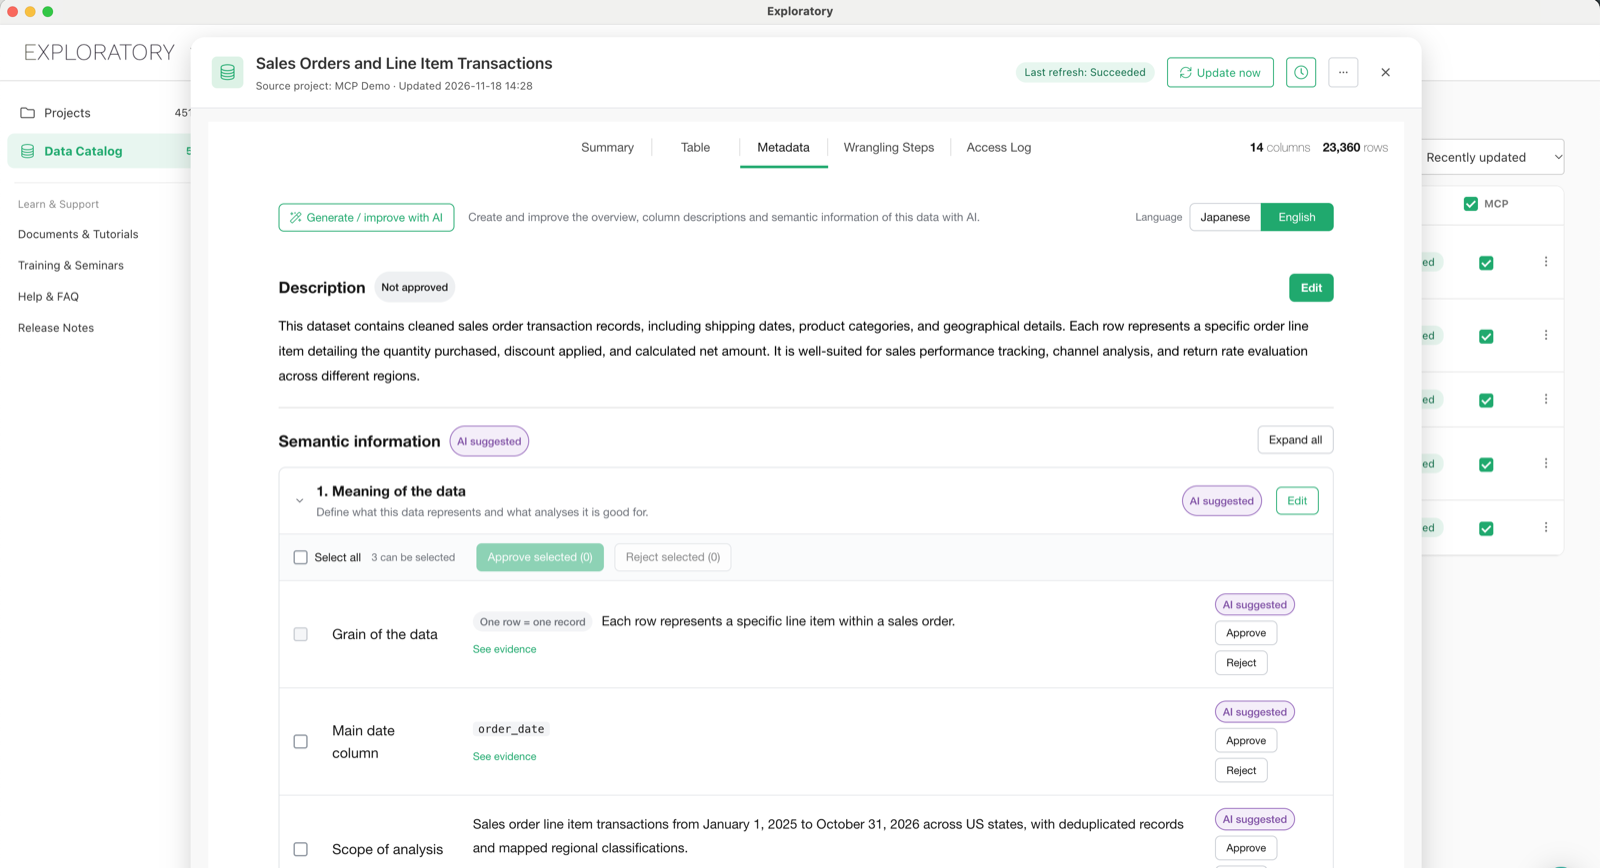 Exploratory
EXPLORATORY
Sales Orders and Line Item Transactions
Source project: MCP Demo · Updated 2026-11-18 14:28
Last refresh: Succeeded
Update now
Projects
451
Data Catalog
5
Learn & Support
Documents & Tutorials
Training & Seminars
Help & FAQ
Release Notes
Summary
Table
Metadata
Wrangling Steps
Access Log
14 columns 23,360 rows
Recently updated
MCP
ed
ed
ed
ed
ed
Generate / improve with AI
Create and improve the overview, column descriptions and semantic information of this data with AI.
Language
Japanese
English
Description
Not approved
Edit
This dataset contains cleaned sales order transaction records, including shipping dates, product categories, and geographical details. Each row represents a specific order line
item detailing the quantity purchased, discount applied, and calculated net amount. It is well-suited for sales performance tracking, channel analysis, and return rate evaluation
across different regions.
Semantic information
AI suggested
Expand all
1. Meaning of the data
Define what this data represents and what analyses it is good for.
AI suggested
Edit
Select all
3 can be selected
Approve selected (0)
Reject selected (0)
Grain of the data
One row = one record
Each row represents a specific line item within a sales order.
See evidence
AI suggested
Approve
Reject
Main date
column
order_date
See evidence
AI suggested
Approve
Reject
Scope of analysis
Sales order line item transactions from January 1, 2025 to October 31, 2026 across US states, with deduplicated records
and mapped regional classifications.
AI suggested
Approve